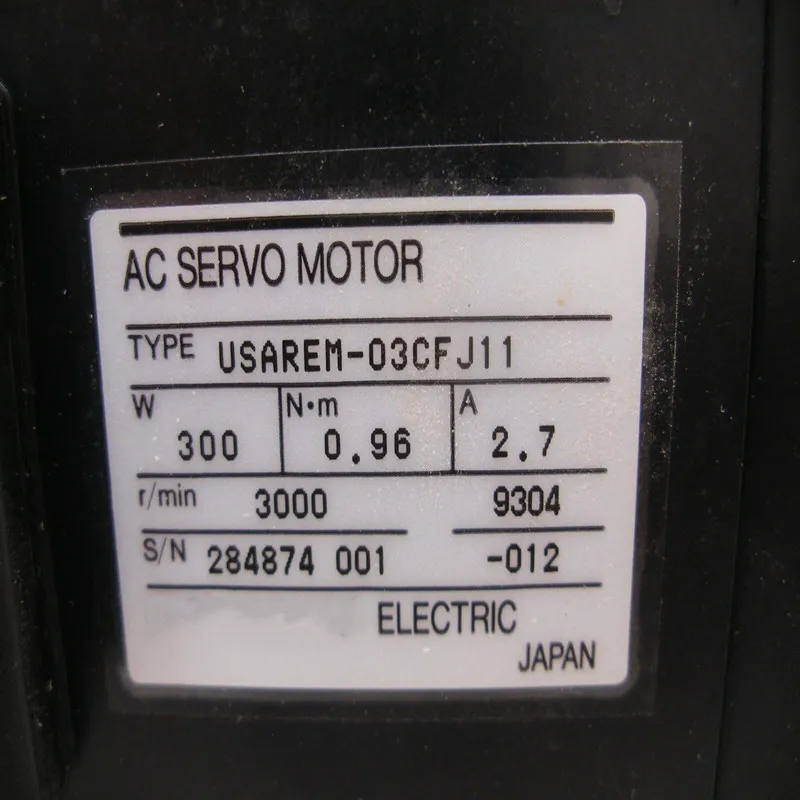 AC SERVO MOTOR
TYPE USAREM-03CFJ11
W N·m A
300 0.96 2.7
r/min 3000 9304
S/N 284874 001 -012
ELECTRIC
JAPAN